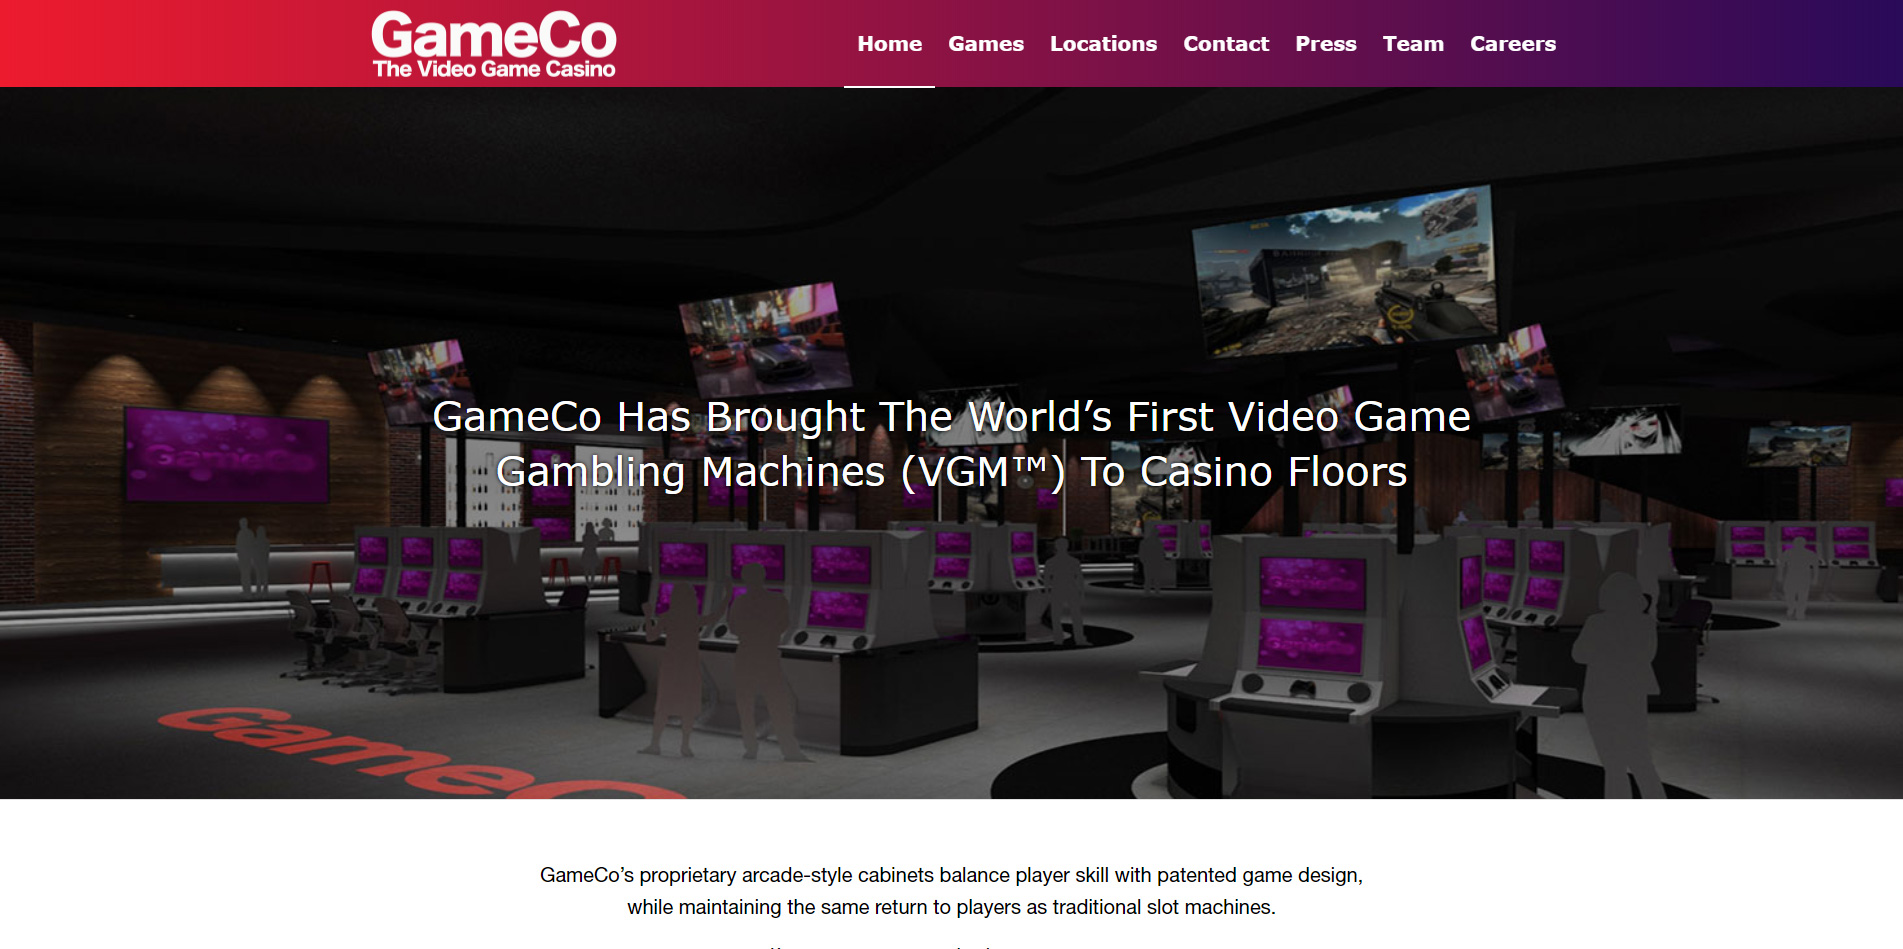 GameCo
The Video Game Casino
Home Games Locations Contact Press Team Careers
GameCo Has Brought The World’s First Video Game
Gambling Machines (VGM™) To Casino Floors
GameCo
GameCo
GameCo’s proprietary arcade-style cabinets balance player skill with patented game design,
while maintaining the same return to players as traditional slot machines.